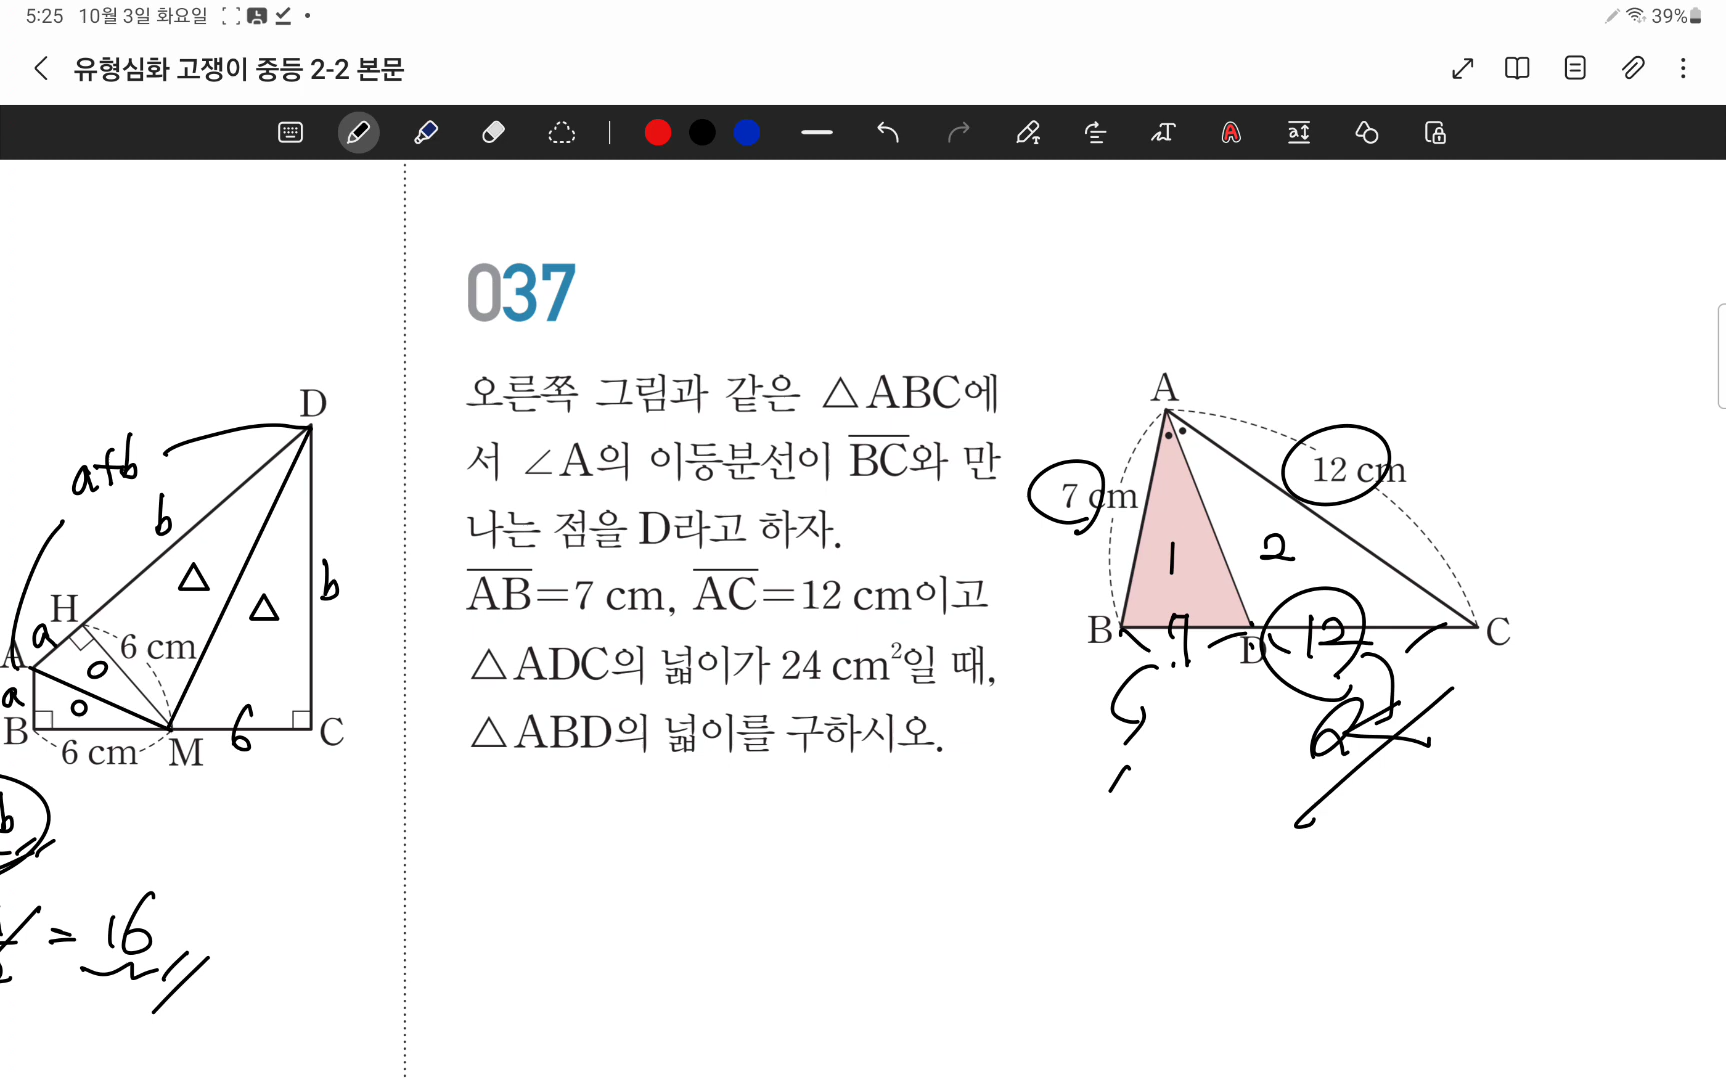 5:25 10월 3일 화요일
39%
유형심화 고쟁이 중등 2-2 본문
037
오른쪽 그림과 같은 △ABC에
서 ∠A의 이등분선이 BC와 만
나는 점을 D라고 하자.
AB=7 cm, AC=12 cm이고
△ADC의 넓이가 24 cm²일 때,
△ABD의 넓이를 구하시오.
A
7 cm
12 cm
1
2
B
7
D
12
C
24
D
a+b
b
b
H
a
6 cm
A
a
B
6 cm
M
6
C
b
= 16